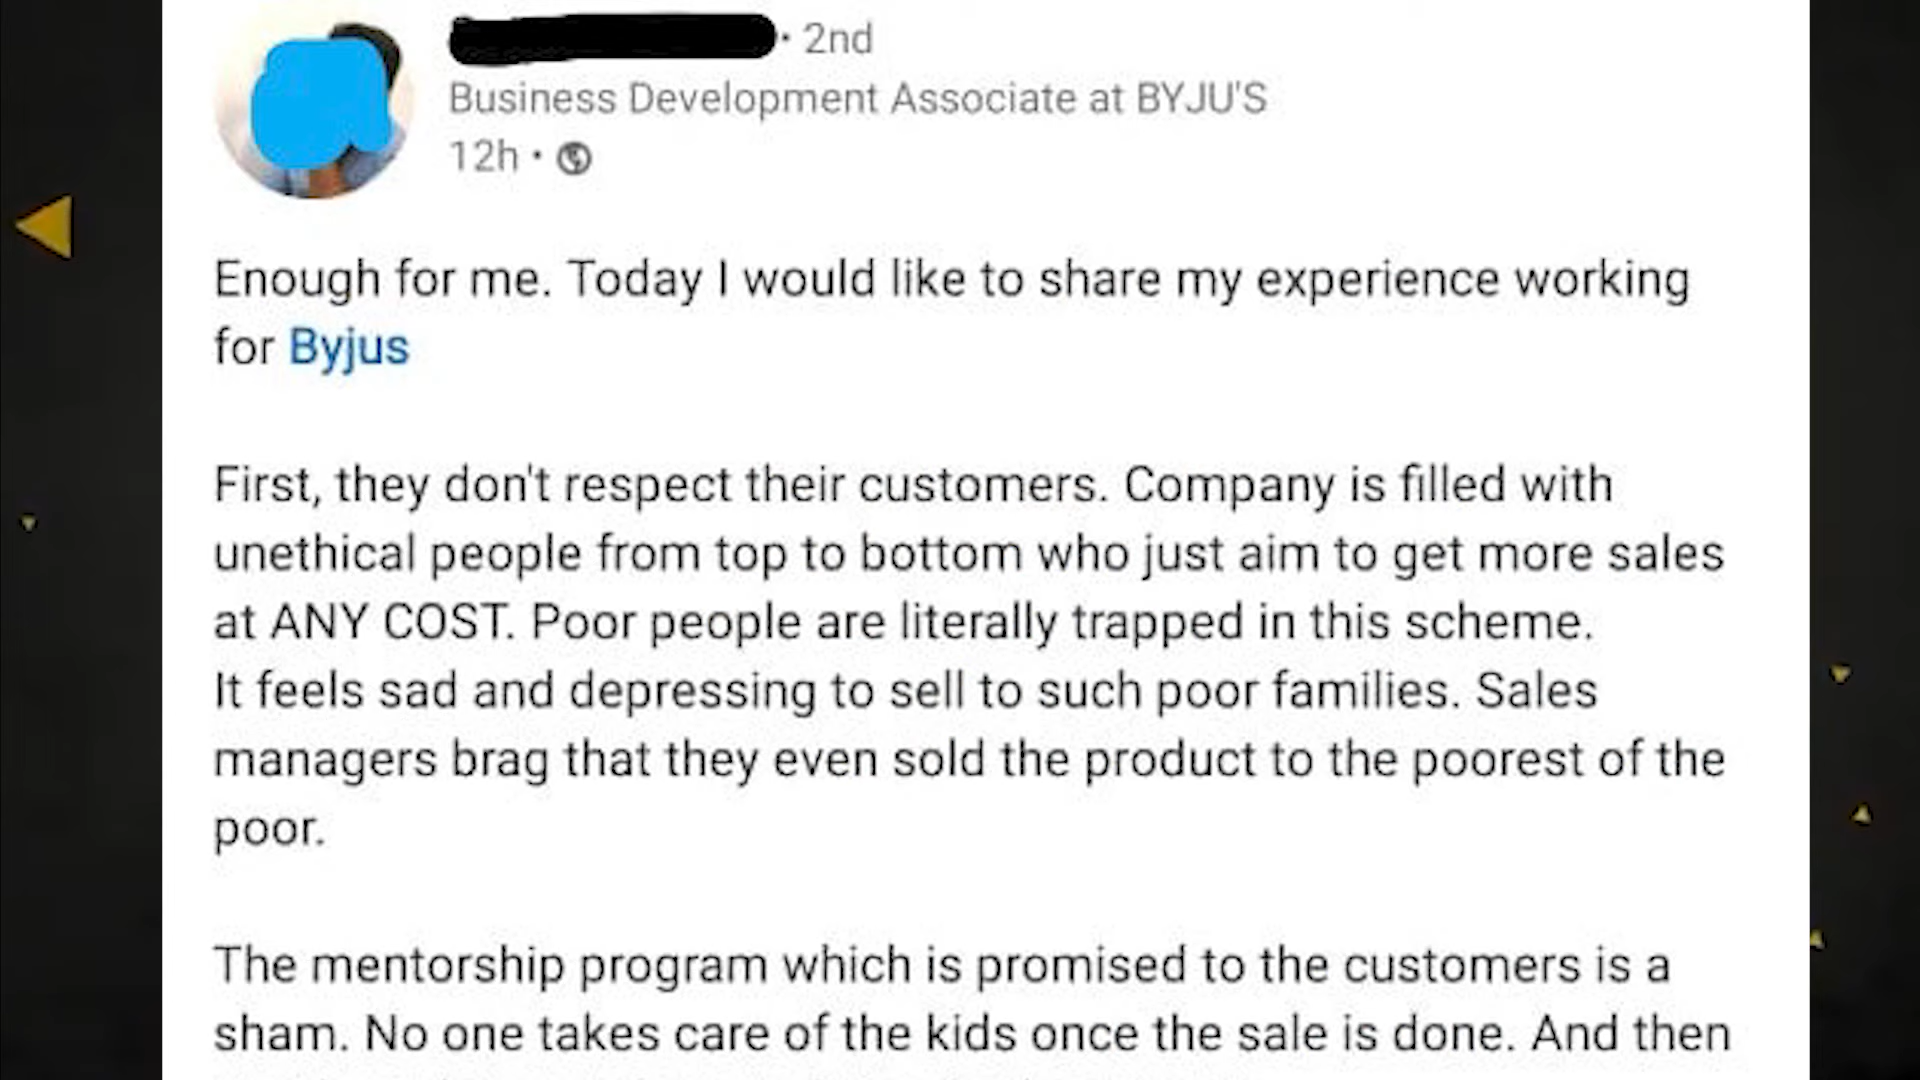 · 2nd
Business Development Associate at BYJU'S
12h ·
Enough for me. Today I would like to share my experience working
for Byjus
First, they don't respect their customers. Company is filled with
unethical people from top to bottom who just aim to get more sales
at ANY COST. Poor people are literally trapped in this scheme.
It feels sad and depressing to sell to such poor families. Sales
managers brag that they even sold the product to the poorest of the
poor.
The mentorship program which is promised to the customers is a
sham. No one takes care of the kids once the sale is done. And then